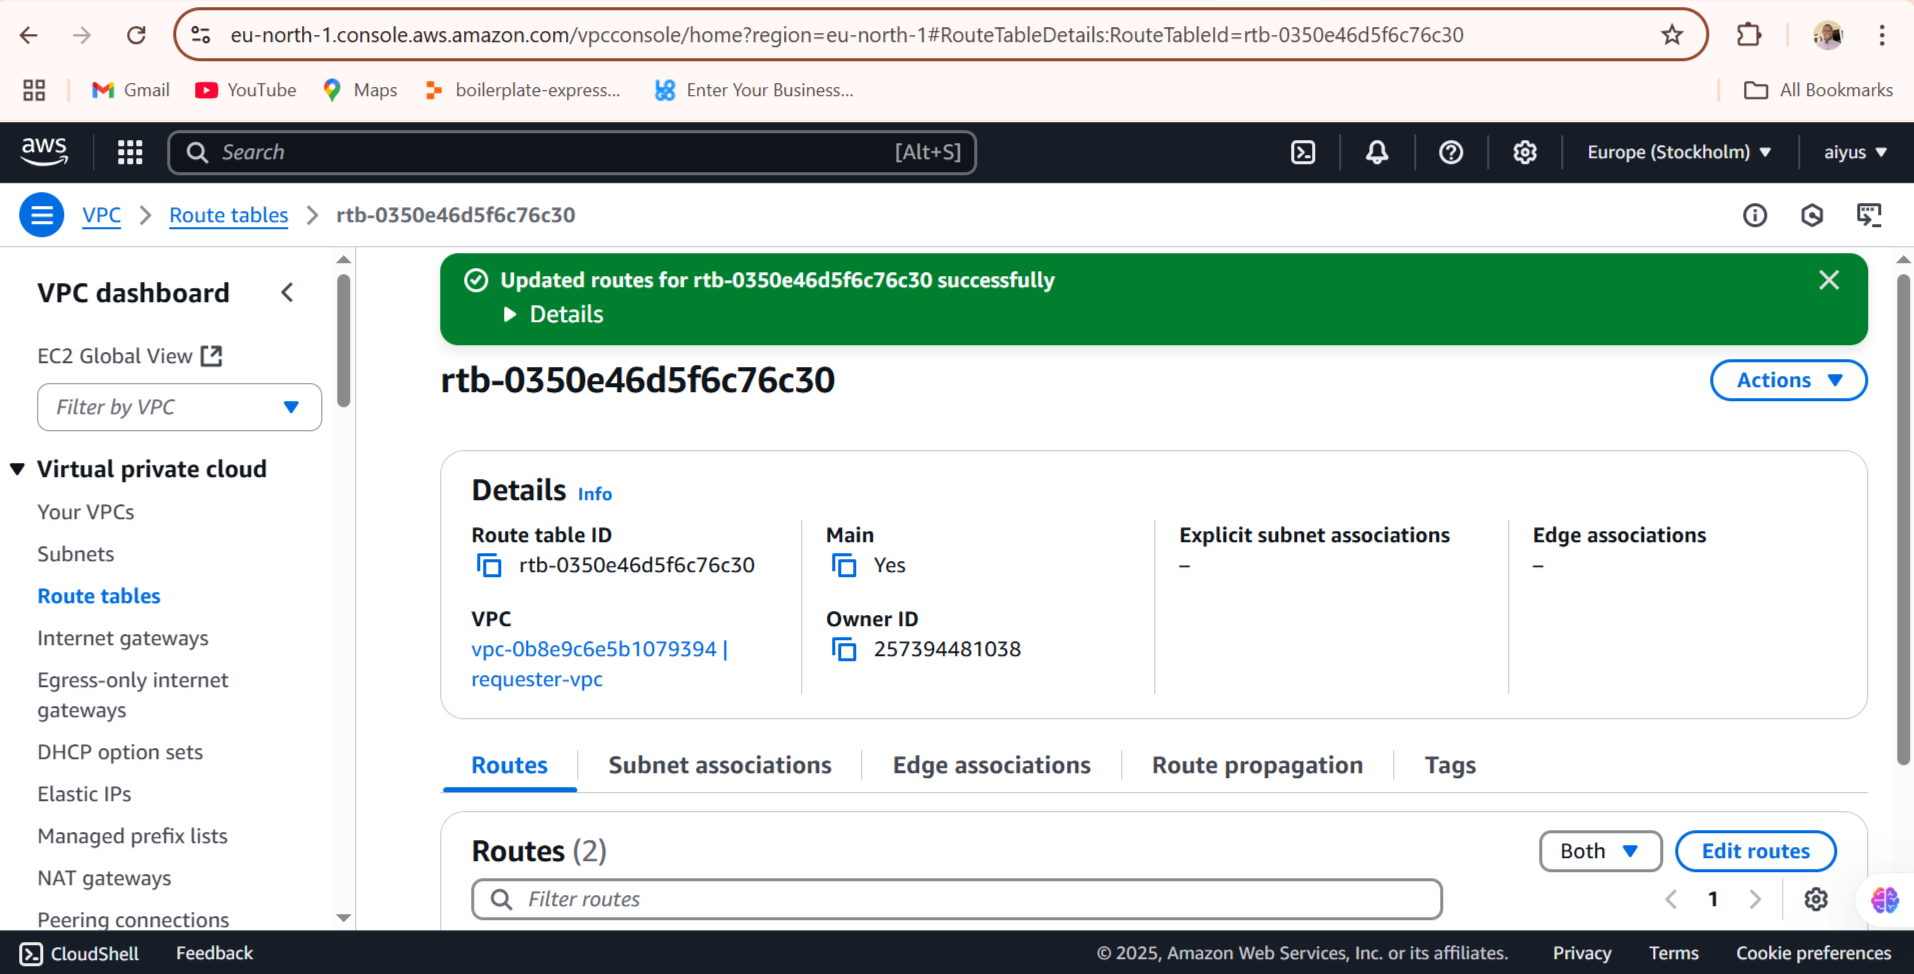 eu-north-1.console.aws.amazon.com/vpcconsole/home?region=eu-north-1#RouteTableDetails:RouteTableId=rtb-0350e46d5f6c76c30
Gmail YouTube Maps boilerplate-express... Enter Your Business... All Bookmarks
aws Search [Alt+S] Europe (Stockholm) aiyus
VPC Route tables rtb-0350e46d5f6c76c30
VPC dashboard
EC2 Global View
Filter by VPC
Virtual private cloud
Your VPCs
Subnets
Route tables
Internet gateways
Egress-only internet
gateways
DHCP option sets
Elastic IPs
Managed prefix lists
NAT gateways
Peering connections
Updated routes for rtb-0350e46d5f6c76c30 successfully
Details
rtb-0350e46d5f6c76c30
Actions
Details Info
Route table ID
rtb-0350e46d5f6c76c30
Main
Yes
Explicit subnet associations
–
Edge associations
–
VPC
vpc-0b8e9c6e5b1079394 |
requester-vpc
Owner ID
257394481038
Routes Subnet associations Edge associations Route propagation Tags
Routes (2)
Both Edit routes
Filter routes
1
CloudShell Feedback © 2025, Amazon Web Services, Inc. or its affiliates. Privacy Terms Cookie preferences